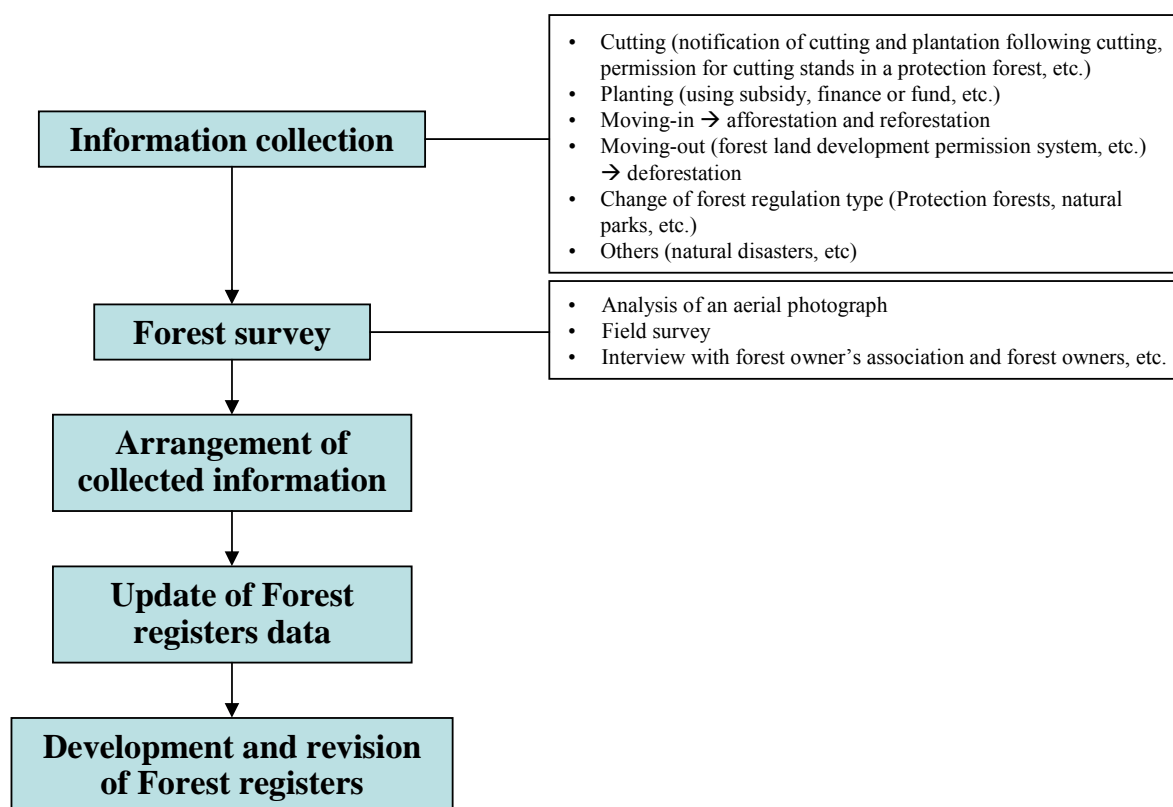 • Cutting (notification of cutting and plantation following cutting,
permission for cutting stands in a protection forest, etc.)
• Planting (using subsidy, finance or fund, etc.)
• Moving-in → afforestation and reforestation
• Moving-out (forest land development permission system, etc.)
→ deforestation
• Change of forest regulation type (Protection forests, natural
parks, etc.)
• Others (natural disasters, etc)
Information collection
• Analysis of an aerial photograph
• Field survey
• Interview with forest owner's association and forest owners, etc.
Forest survey
Arrangement of
collected information
Update of Forest
registers data
Development and revision
of Forest registers